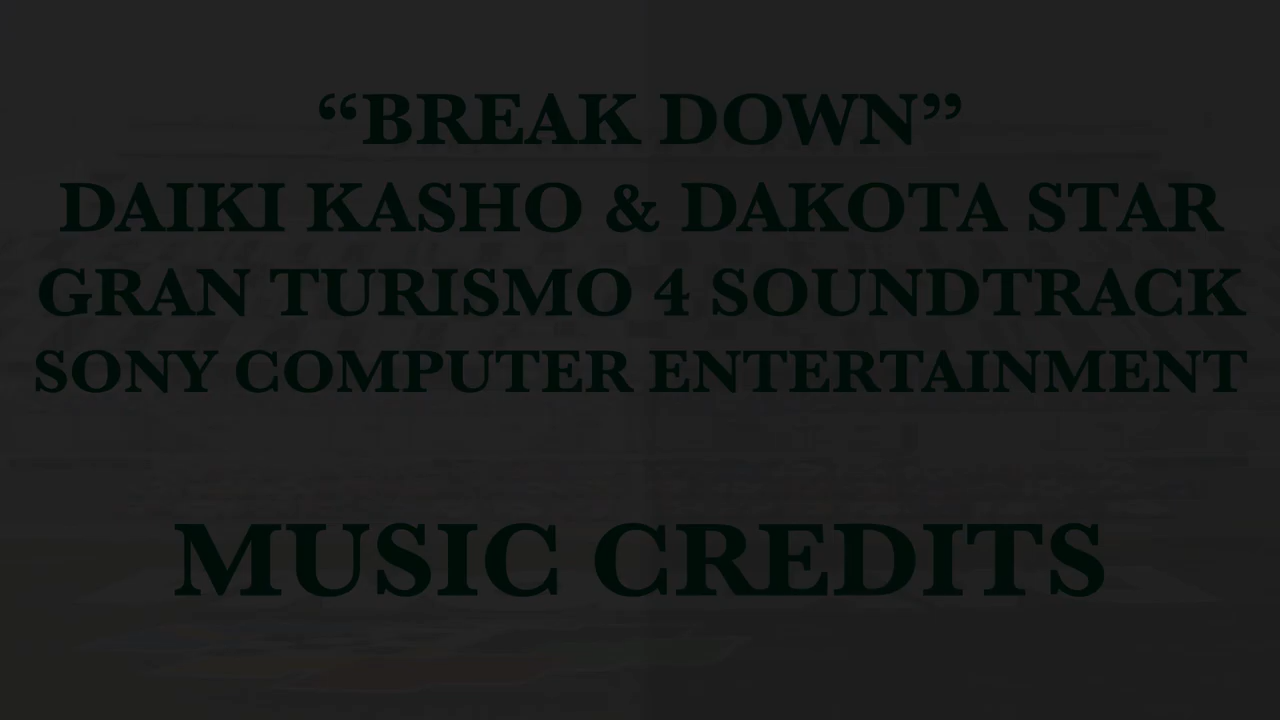 “BREAK DOWN”
DAIKI KASHO & DAKOTA STAR
GRAN TURISMO 4 SOUNDTRACK
SONY COMPUTER ENTERTAINMENT
MUSIC CREDITS